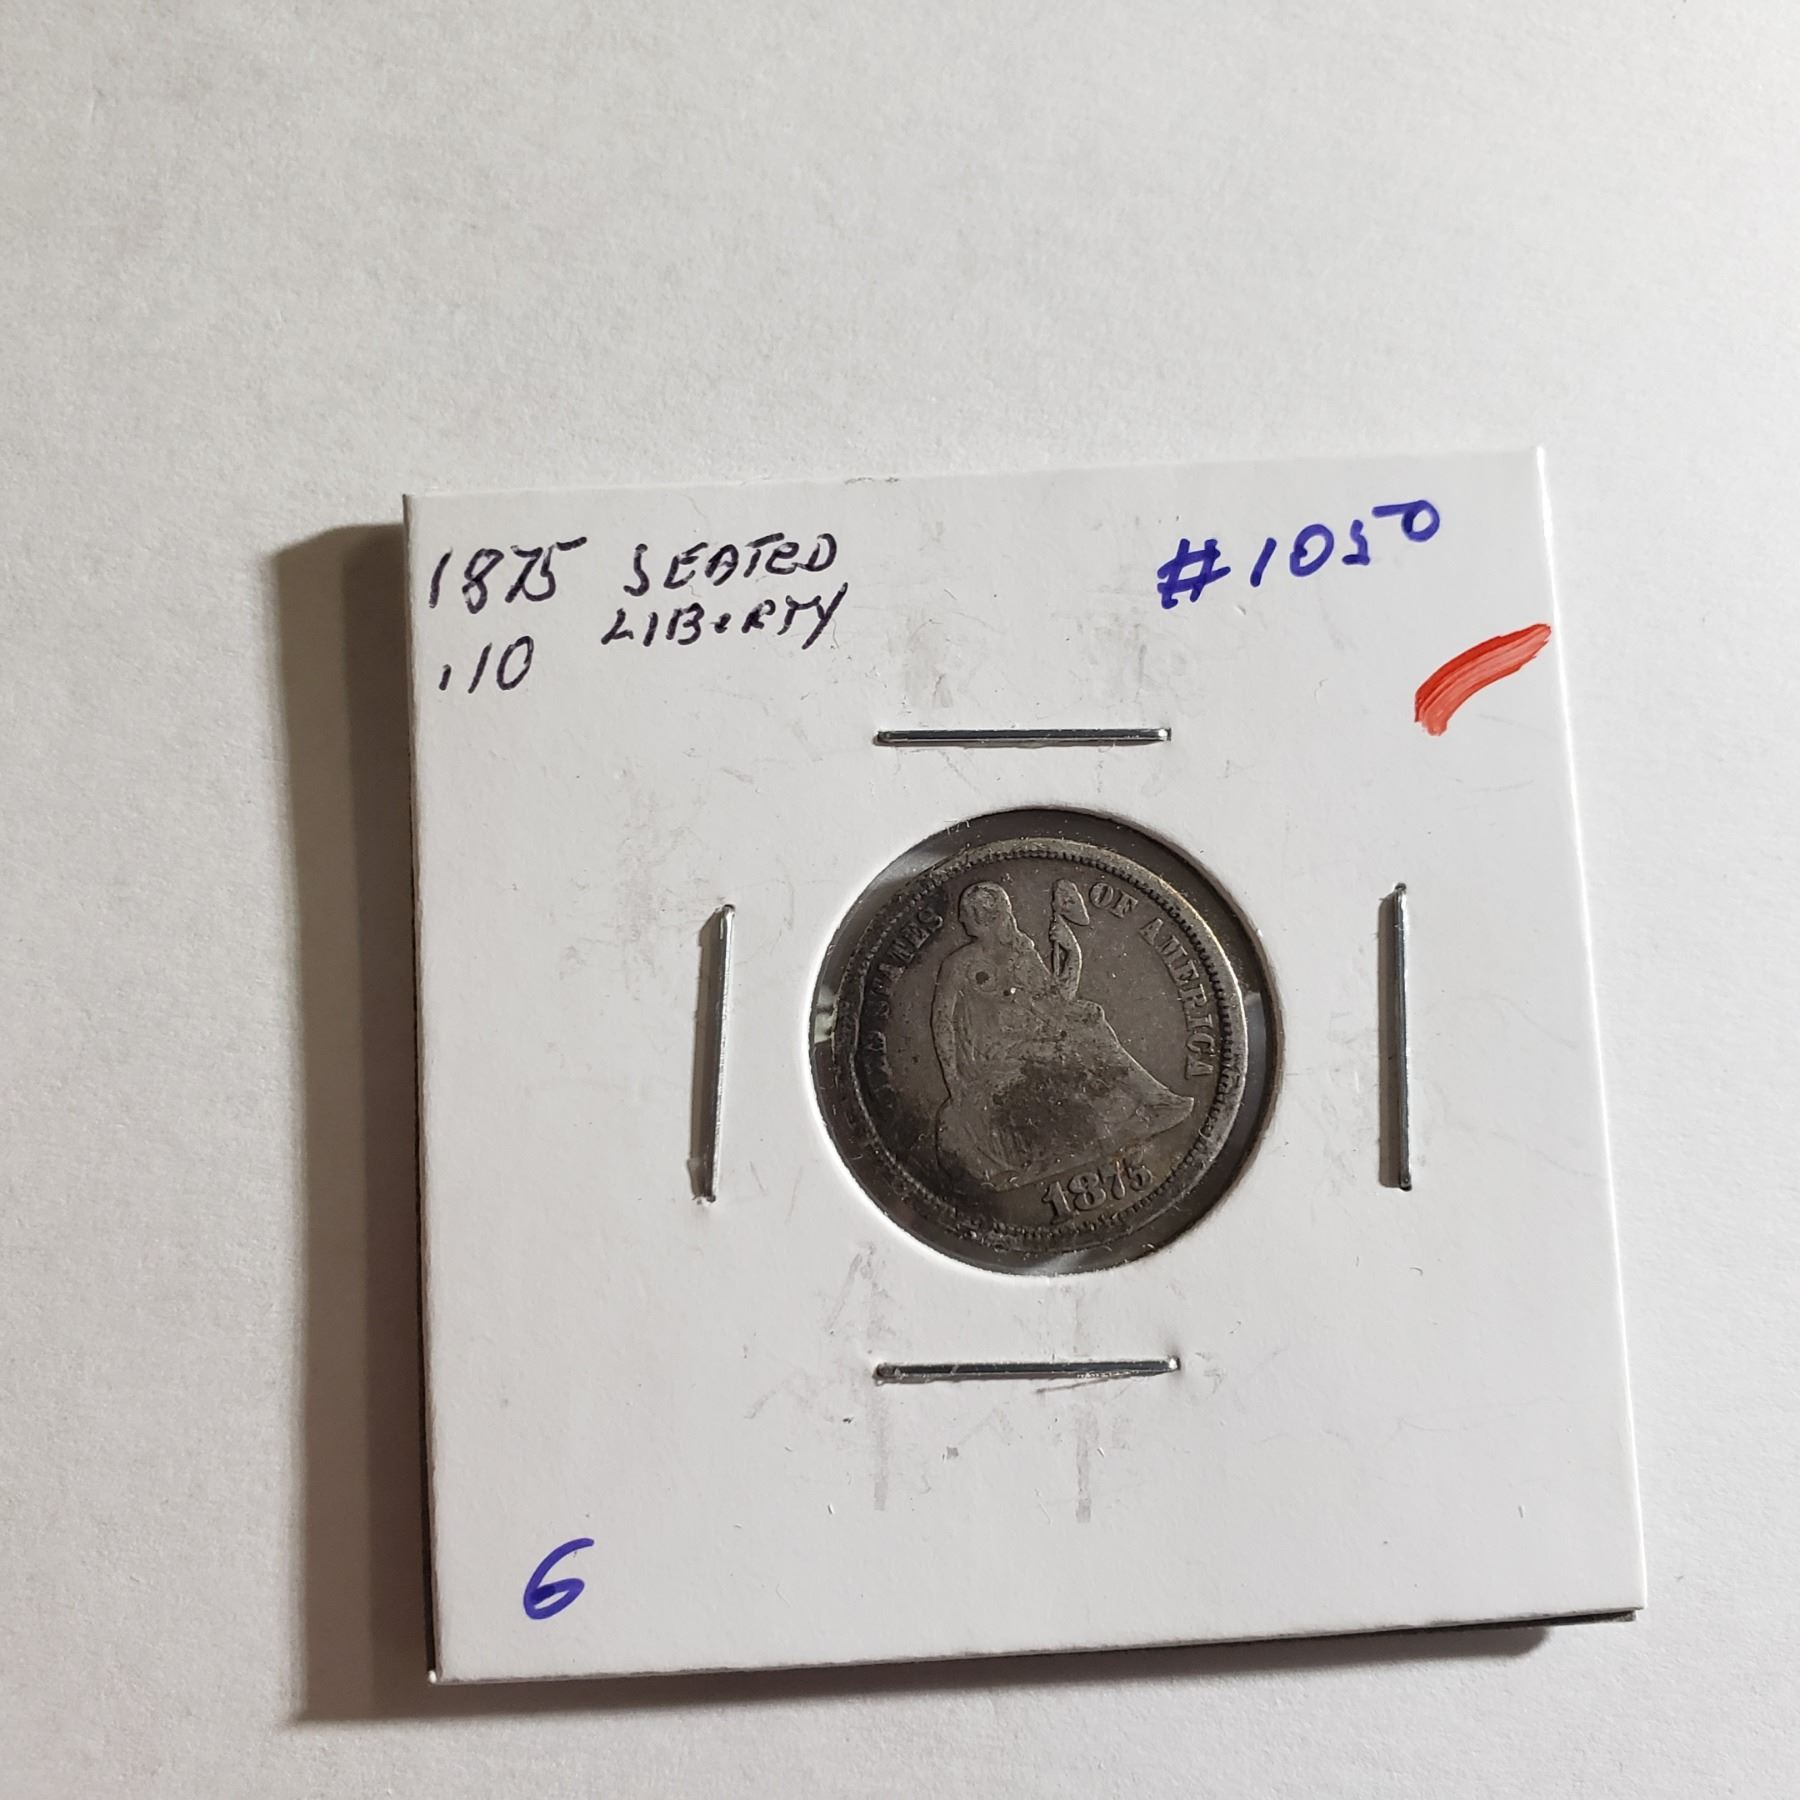 1875 SEATED
LIBERTY
.10
#1050
STATES OF AMERICA
1875
6